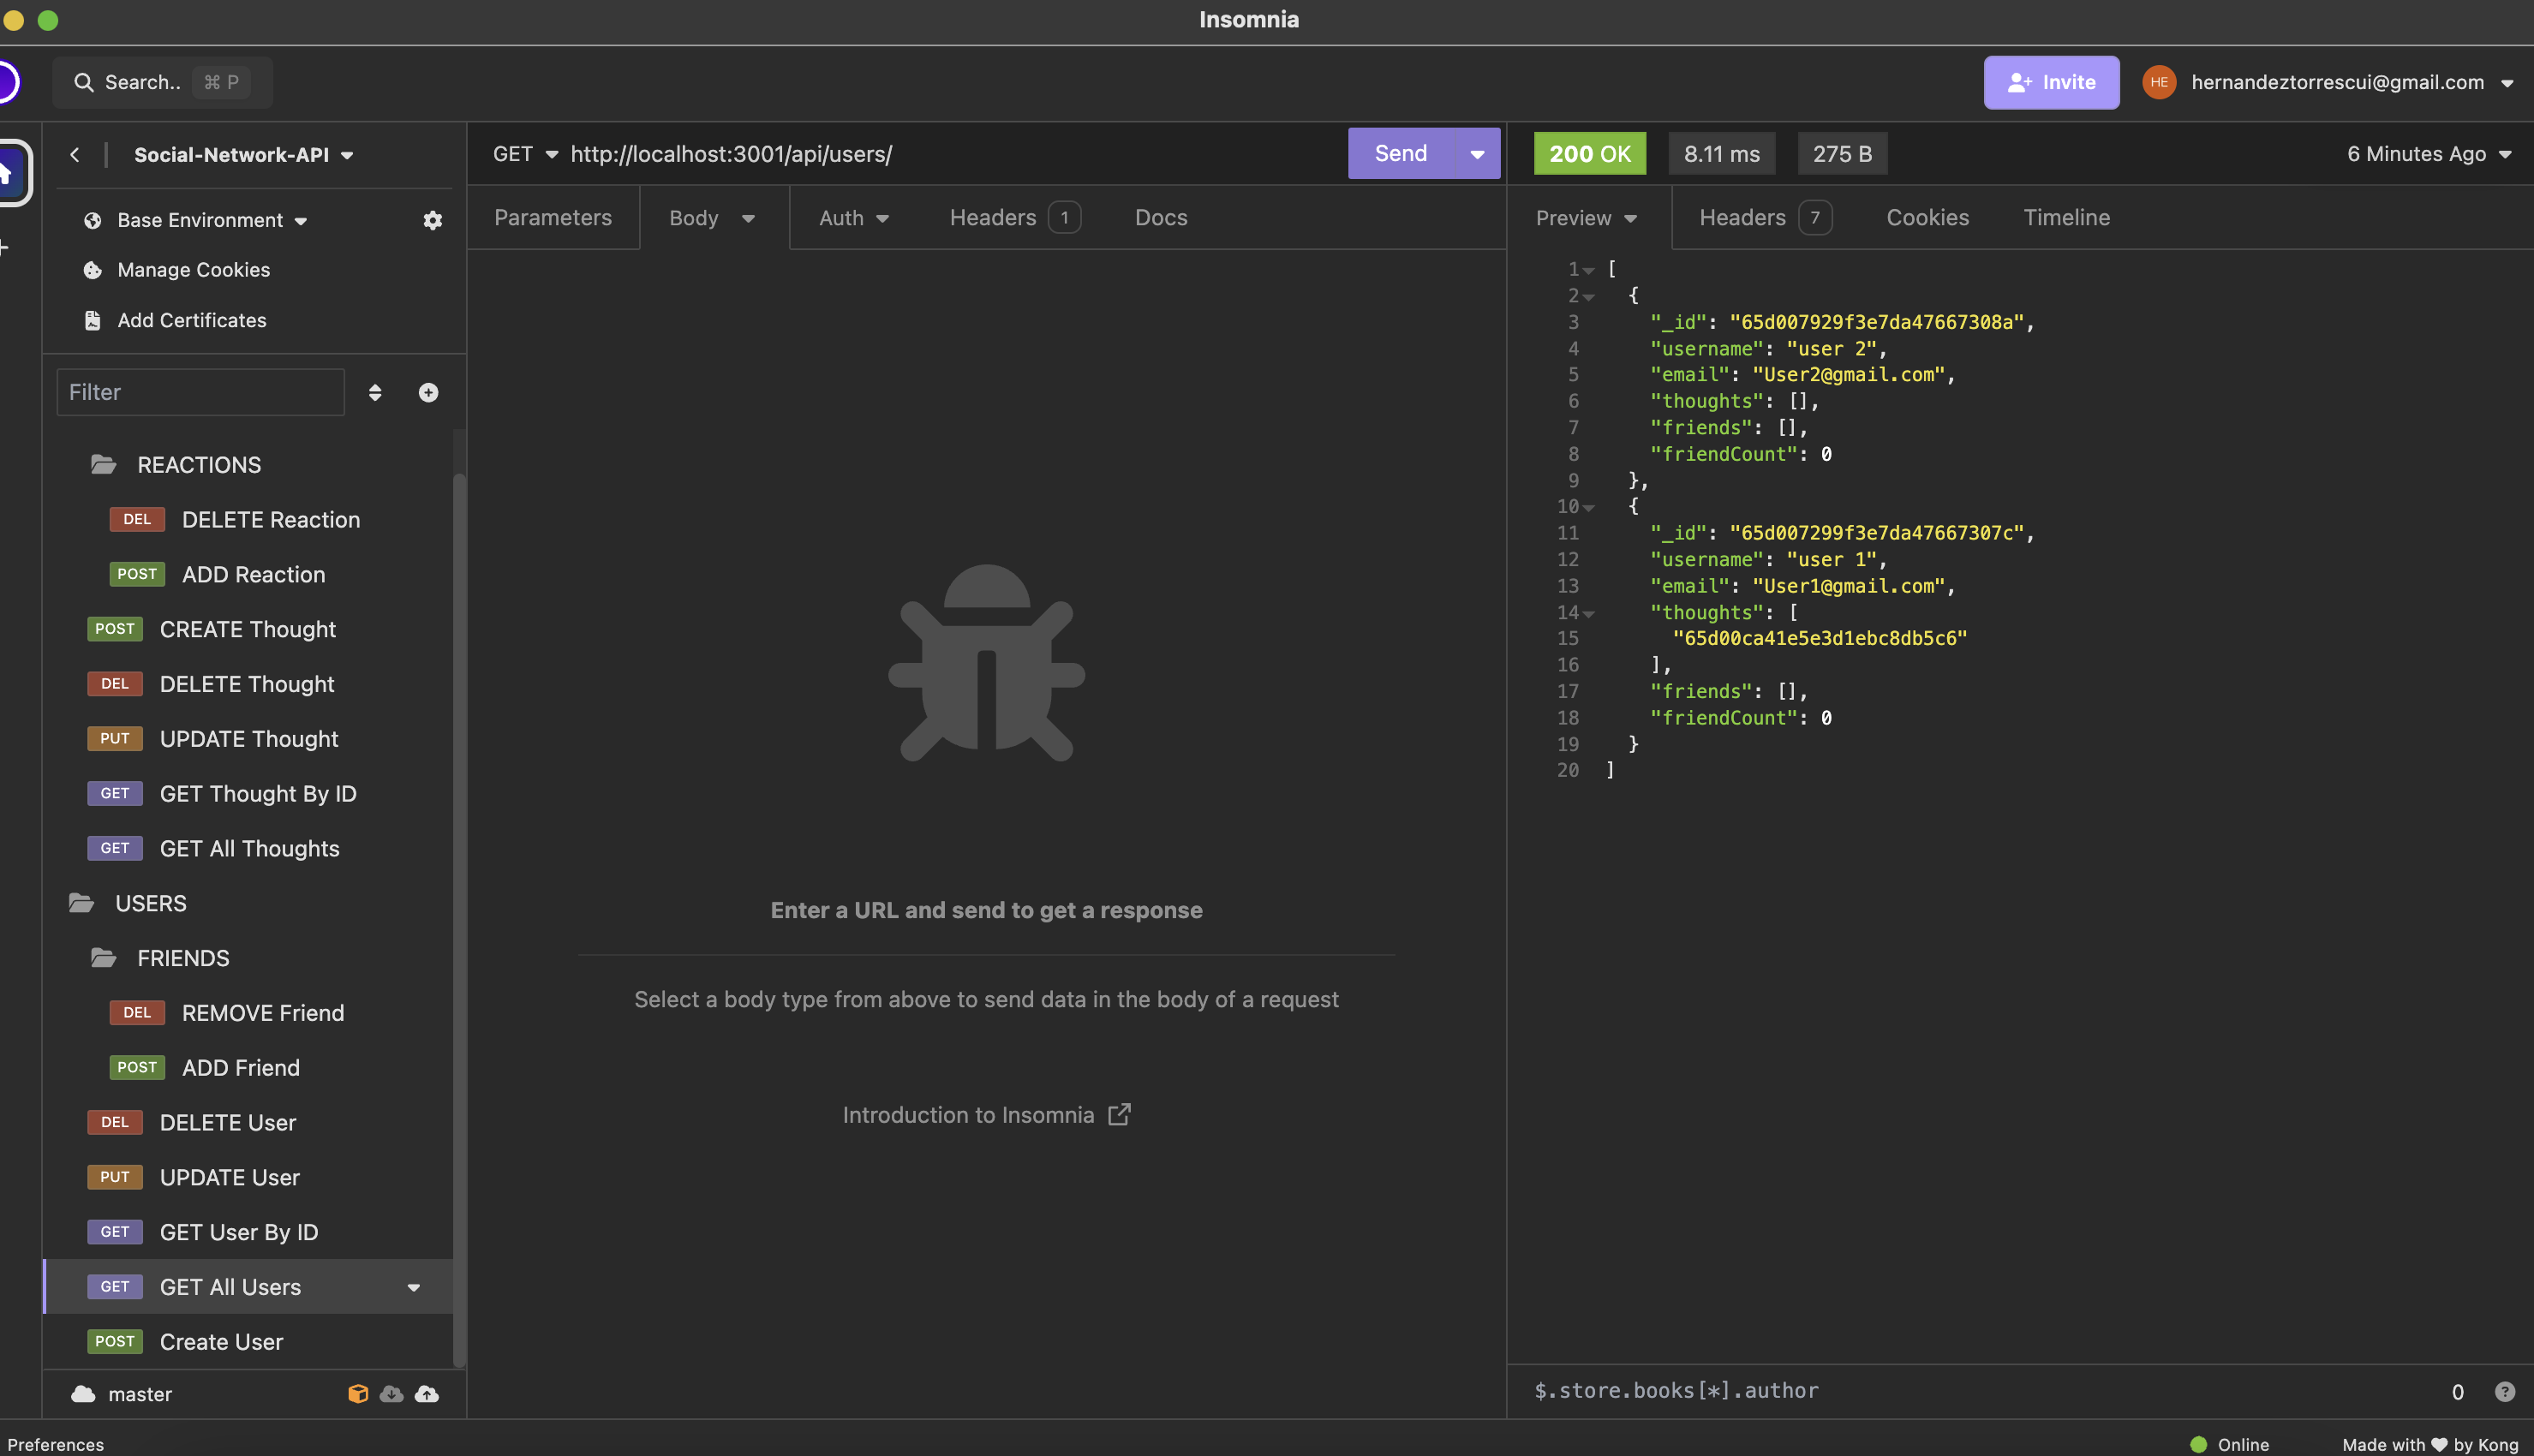 Insomnia
Search.. ⌘ P
Invite
HE
hernandeztorrescui@gmail.com
Social-Network-API
Base Environment
Manage Cookies
Add Certificates
Filter
REACTIONS
DEL DELETE Reaction
POST ADD Reaction
POST CREATE Thought
DEL DELETE Thought
PUT UPDATE Thought
GET GET Thought By ID
GET GET All Thoughts
USERS
FRIENDS
DEL REMOVE Friend
POST ADD Friend
DEL DELETE User
PUT UPDATE User
GET GET User By ID
GET GET All Users
POST Create User
master
GET http://localhost:3001/api/users/ Send
Parameters Body Auth Headers 1 Docs
Enter a URL and send to get a response
Select a body type from above to send data in the body of a request
Introduction to Insomnia
200 OK 8.11 ms 275 B 6 Minutes Ago
Preview Headers 7 Cookies Timeline
1 [
2 {
3 "_id": "65d007929f3e7da47667308a",
4 "username": "user 2",
5 "email": "User2@gmail.com",
6 "thoughts": [],
7 "friends": [],
8 "friendCount": 0
9 },
10 {
11 "_id": "65d007299f3e7da47667307c",
12 "username": "user 1",
13 "email": "User1@gmail.com",
14 "thoughts": [
15 "65d00ca41e5e3d1ebc8db5c6"
16 ],
17 "friends": [],
18 "friendCount": 0
19 }
20 ]
$.store.books[*].author 0 ?
Preferences
Online
Made with ♥ by Kong